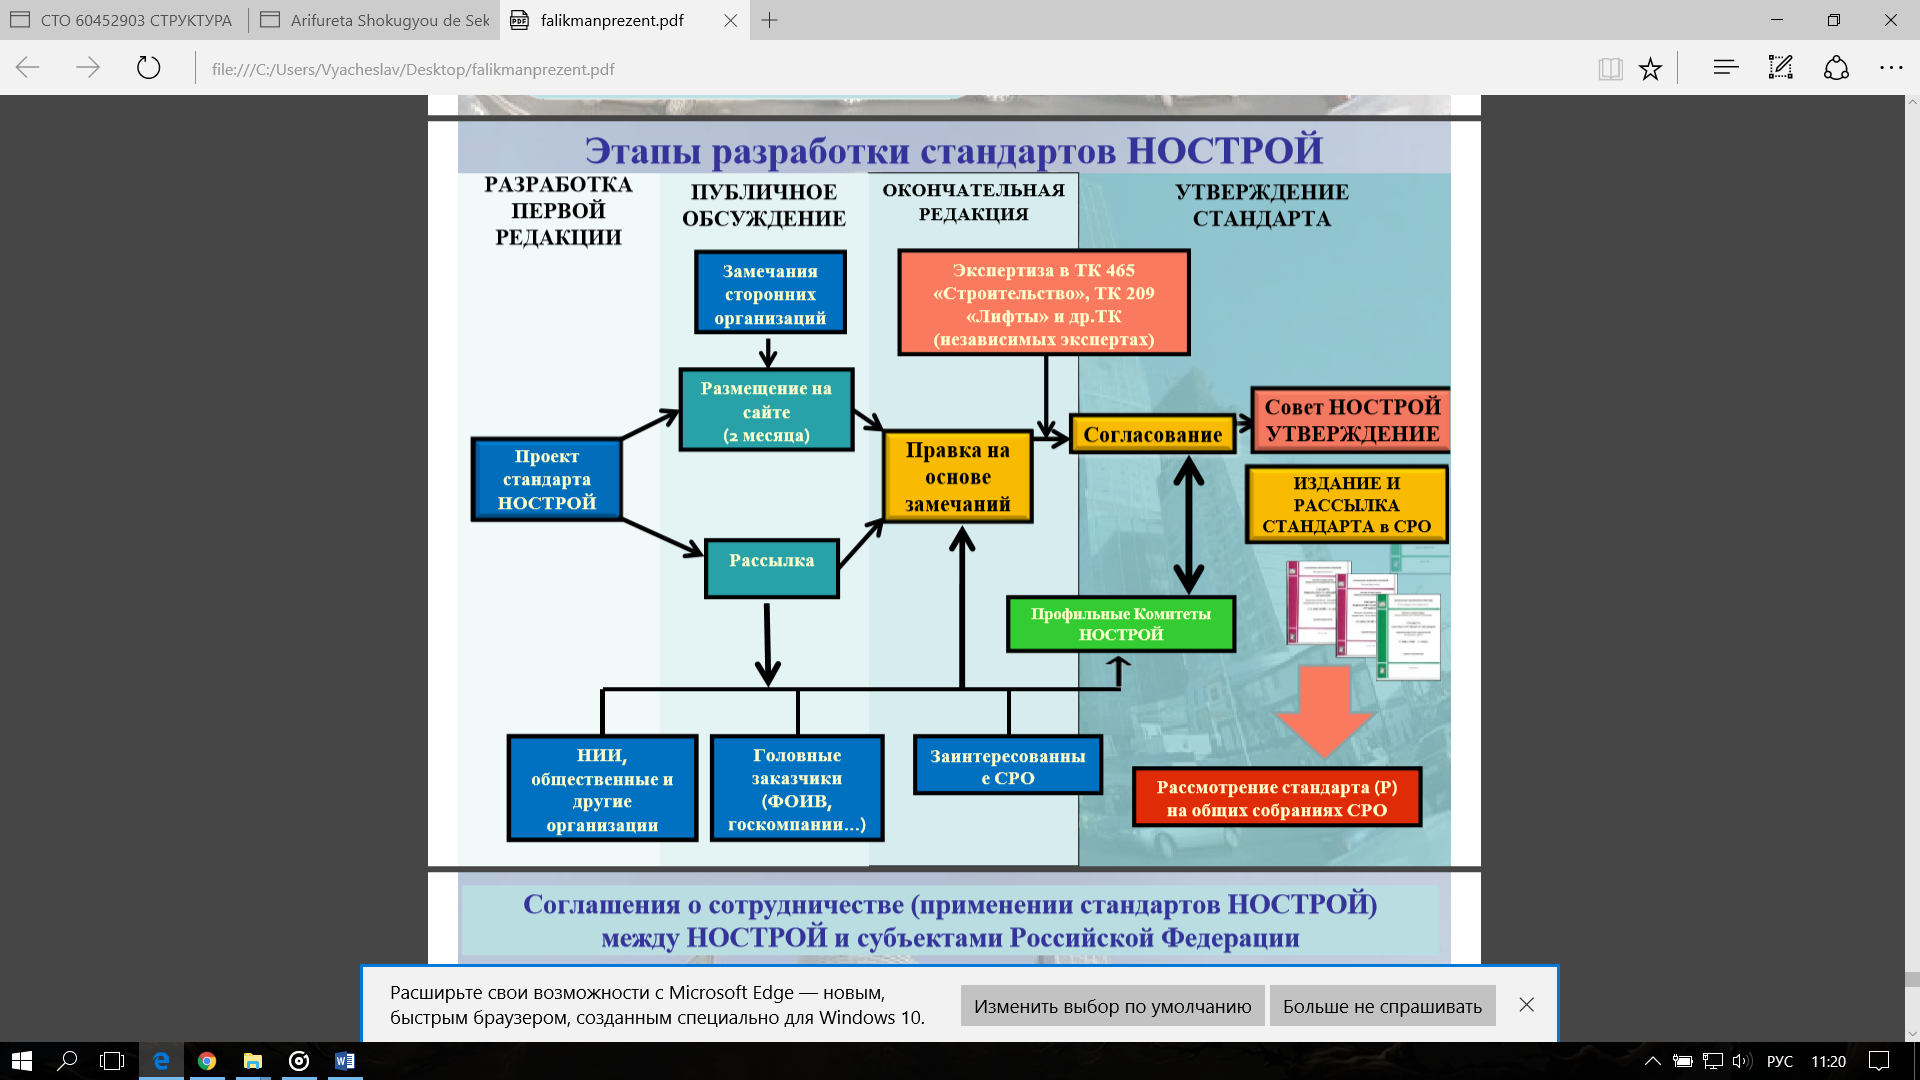 СТО 60452903 СТРУКТУРА
Arifureta Shokugyou de Sek
falikmanprezent.pdf
file:///C:/Users/Vyacheslav/Desktop/falikmanprezent.pdf
Этапы разработки стандартов НОСТРОЙ
РАЗРАБОТКА
ПЕРВОЙ
РЕДАКЦИИ
ПУБЛИЧНОЕ
ОБСУЖДЕНИЕ
ОКОНЧАТЕЛЬНАЯ
РЕДАКЦИЯ
УТВЕРЖДЕНИЕ
СТАНДАРТА
Замечания
сторонних
организаций
Экспертиза в ТК 465
«Строительство», ТК 209
«Лифты» и др.ТК
(независимых экспертах)
Размещение на
сайте
(2 месяца)
Проект
стандарта
НОСТРОЙ
Правка на
основе
замечаний
Согласование
Совет НОСТРОЙ
УТВЕРЖДЕНИЕ
ИЗДАНИЕ И
РАССЫЛКА
СТАНДАРТА в СРО
Рассылка
Профильные Комитеты
НОСТРОЙ
НИИ,
общественные и
другие
организации
Головные
заказчики
(ФОИВ,
госкомпании...)
Заинтересованны
е СРО
Рассмотрение стандарта (Р)
на общих собраниях СРО
Соглашения о сотрудничестве (применении стандартов НОСТРОЙ)
между НОСТРОЙ и субъектами Российской Федерации
Расширьте свои возможности с Microsoft Edge — новым,
быстрым браузером, созданным специально для Windows 10.
Изменить выбор по умолчанию
Больше не спрашивать
РУС
11:20